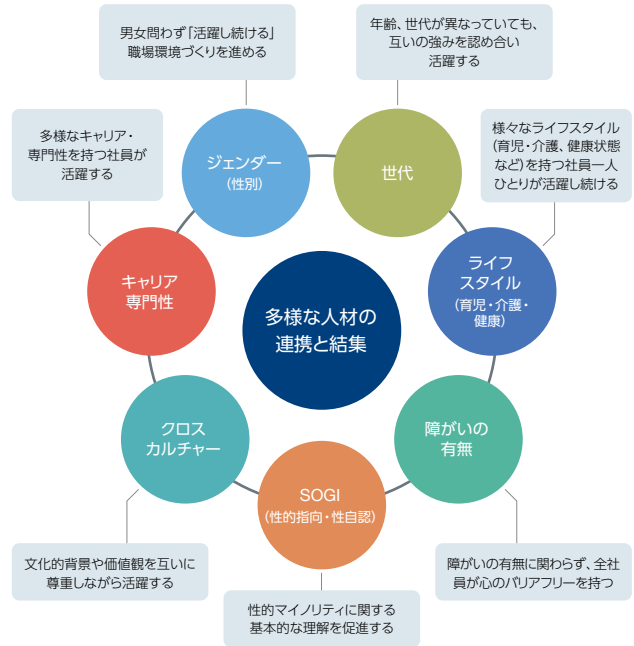 男女問わず「活躍し続ける」
職場環境づくりを進める
年齢、世代が異なっていても、
互いの強みを認め合い
活躍する
多様なキャリア・
専門性を持つ社員が
活躍する
様々なライフスタイル
(育児・介護、健康状態
など)を持つ社員一人
ひとりが活躍し続ける
ジェンダー
(性別)
世代
キャリア
専門性
ライフ
スタイル
(育児・介護・
健康)
多様な人材の
連携と結集
クロス
カルチャー
障がいの
有無
SOGI
(性的指向・性自認)
文化的背景や価値観を互いに
尊重しながら活躍する
障がいの有無に関わらず、全社
員が心のバリアフリーを持つ
性的マイノリティに関する
基本的な理解を促進する